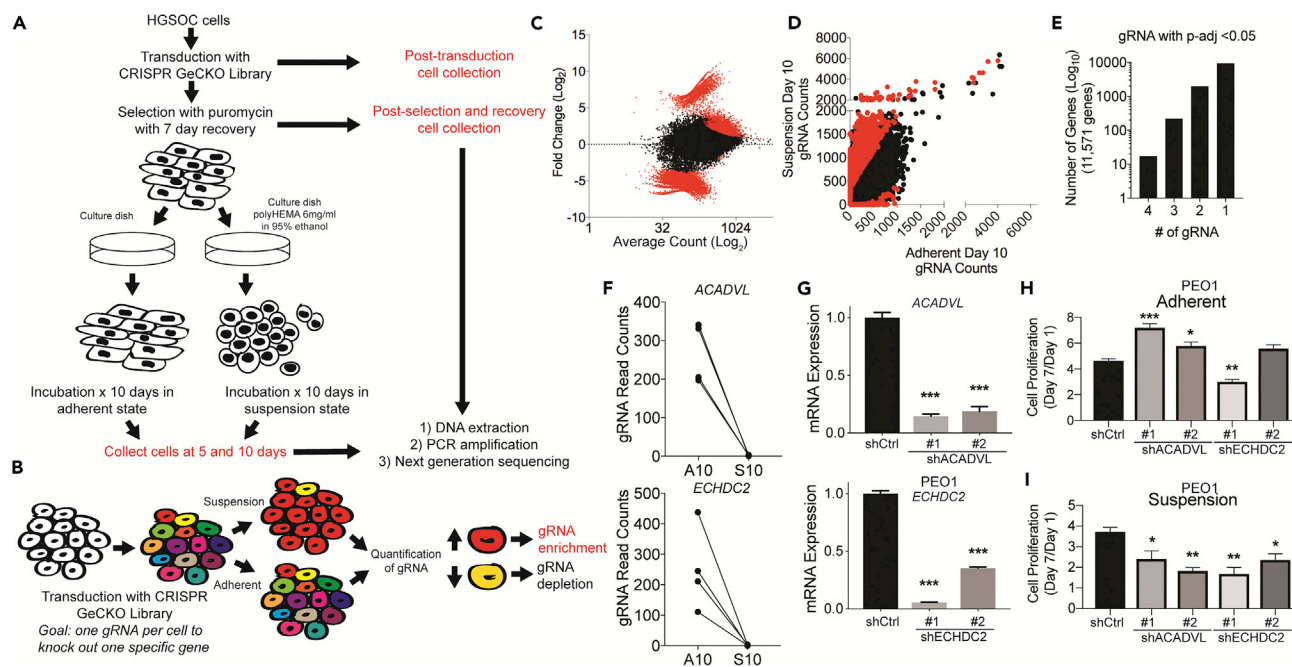 A
HGSOC cells
Transduction with
CRISPR GeCKO Library
Post-transduction
cell collection
Selection with puromycin
with 7 day recovery
Post-selection and recovery
cell collection
Culture dish
Culture dish
polyHEMA 6mg/ml
in 95% ethanol
Incubation x 10 days in
adherent state
Incubation x 10 days in
suspension state
Collect cells at 5 and 10 days
1) DNA extraction
2) PCR amplification
3) Next generation sequencing
B
Suspension
Adherent
Transduction with CRISPR
GeCKO Library
Goal: one gRNA per cell to
knock out one specific gene
Quantification
of gRNA
gRNA
enrichment
gRNA
depletion
C
Fold Change (Log2)
10
5
0
-5
-10
1
32
1024
Average Count (Log2)
D
Suspension Day 10
gRNA Counts
8000
6000
4000
2000
2000
1500
1000
500
0
0
500
1000
1500
2000
2000
4000
6000
Adherent Day 10
gRNA Counts
E
gRNA with p-adj <0.05
Number of Genes (Log10)
(11,571 genes)
10000
1000
100
10
1
4
3
2
1
# of gRNA
F
ACADVL
gRNA Read Counts
400
300
200
100
0
A10
S10
ECHDC2
gRNA Read Counts
500
400
300
200
100
0
A10
S10
G
ACADVL
mRNA Expression
1.0
0.5
0.0
***
***
shCtrl
#1
#2
shACADVL
PEO1
ECHDC2
mRNA Expression
1.0
0.5
0.0
***
***
shCtrl
#1
#2
shECHDC2
H
PEO1
Adherent
Cell Proliferation
(Day 7/Day 1)
8
6
4
2
0
***
*
**
shCtrl
#1
#2
#1
#2
shACADVL
shECHDC2
I
PEO1
Suspension
Cell Proliferation
(Day 7/Day 1)
5
4
3
2
1
0
*
**
**
*
shCtrl
#1
#2
#1
#2
shACADVL
shECHDC2